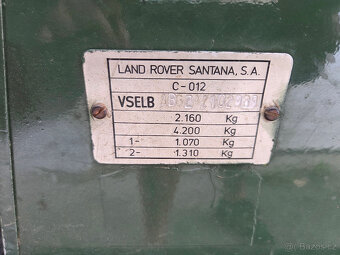 LAND ROVER SANTANA, S.A.
C-012
VSELB
2.160 Kg
4.200 Kg
1- 1.070 Kg
2- 1.310 Kg